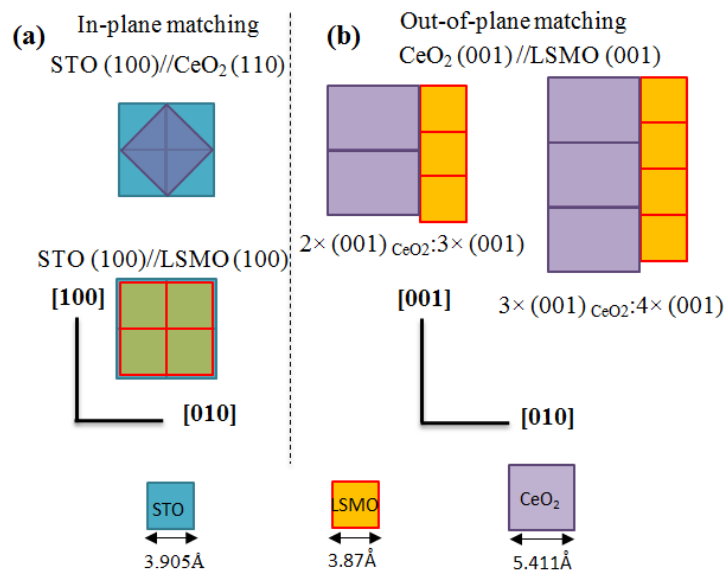 (a)
In-plane matching
STO (100)//CeO₂ (110)
STO (100)//LSMO (100)
[100]
[010]
(b)
Out-of-plane matching
CeO₂ (001) //LSMO (001)
2× (001) CeO2:3× (001)
3× (001) CeO2:4× (001)
[001]
[010]
STO
3.905Å
LSMO
3.87Å
CeO₂
5.411Å